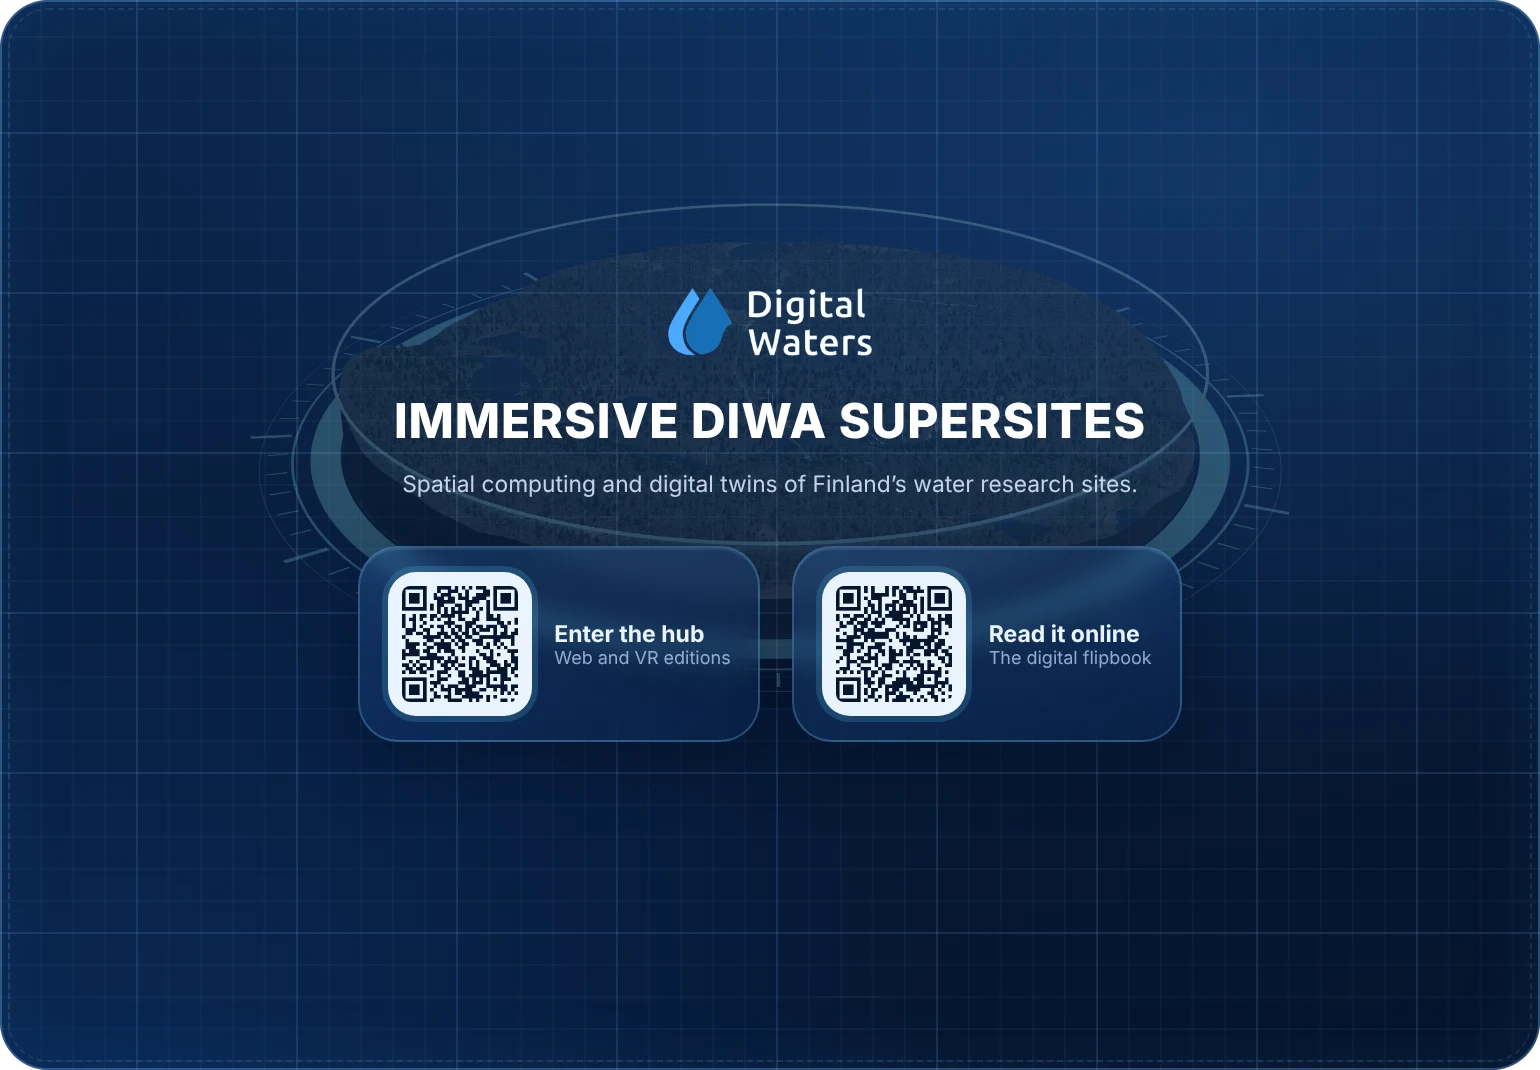 Digital
Waters
IMMERSIVE DIWA SUPERSITES
Spatial computing and digital twins of Finland’s water research sites.
Enter the hub
Web and VR editions
Read it online
The digital flipbook